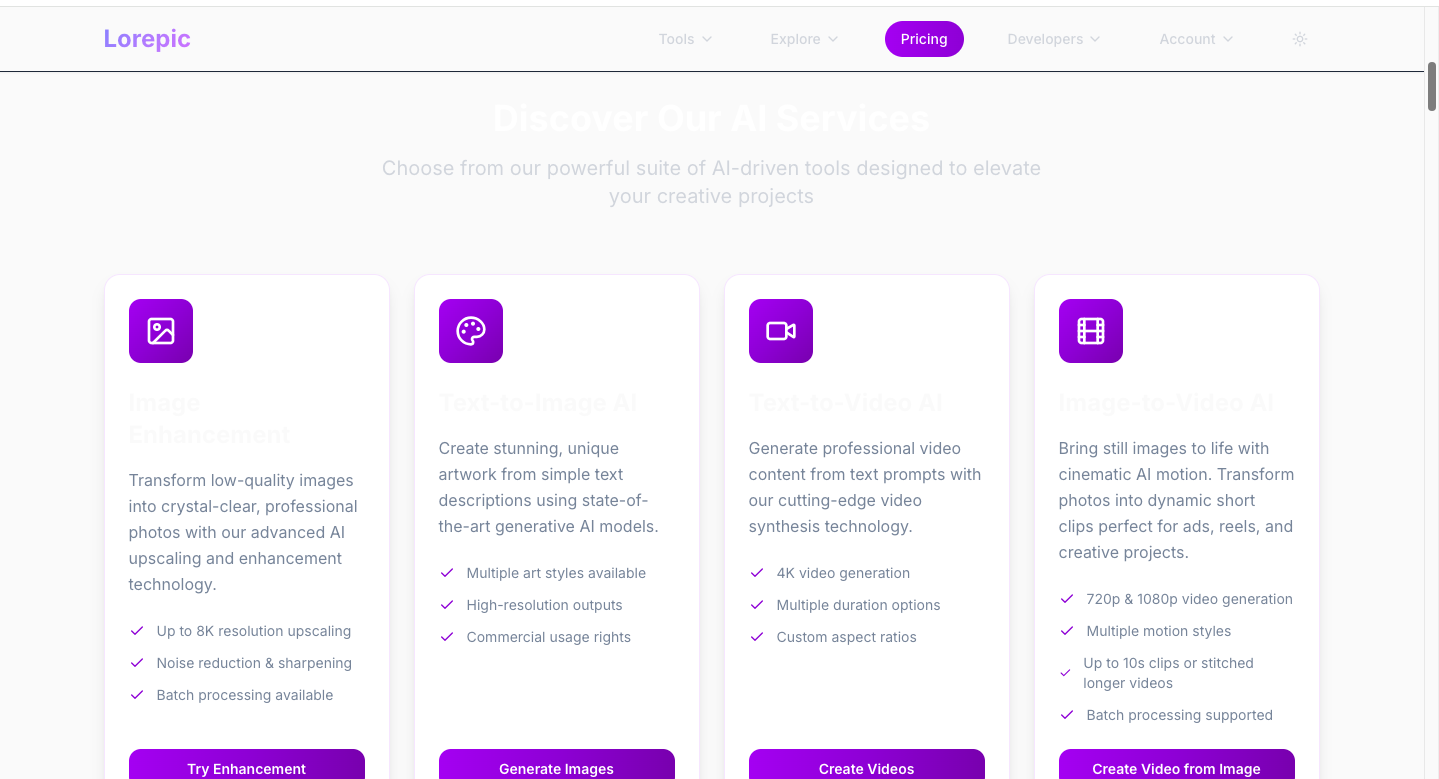 Lorepic
Tools
Explore
Pricing
Developers
Account
Discover Our AI Services
Choose from our powerful suite of AI-driven tools designed to elevate
your creative projects
Image
Enhancement
Transform low-quality images
into crystal-clear, professional
photos with our advanced AI
upscaling and enhancement
technology.
Up to 8K resolution upscaling
Noise reduction & sharpening
Batch processing available
Try Enhancement
Text-to-Image AI
Create stunning, unique
artwork from simple text
descriptions using state-of-
the-art generative AI models.
Multiple art styles available
High-resolution outputs
Commercial usage rights
Generate Images
Text-to-Video AI
Generate professional video
content from text prompts with
our cutting-edge video
synthesis technology.
4K video generation
Multiple duration options
Custom aspect ratios
Create Videos
Image-to-Video AI
Bring still images to life with
cinematic AI motion. Transform
photos into dynamic short
clips perfect for ads, reels, and
creative projects.
720p & 1080p video generation
Multiple motion styles
Up to 10s clips or stitched
longer videos
Batch processing supported
Create Video from Image